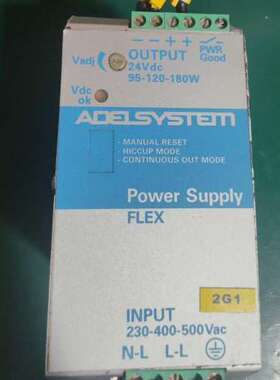 Vadj
OUTPUT
24Vdc
95-120-180W
− − + +
PWR
Good
Vdc
ok
ADELSYSTEM
- MANUAL RESET
- HICCUP MODE
- CONTINUOUS OUT MODE
Power Supply
FLEX
2G1
INPUT
230-400-500Vac
N-L L-L